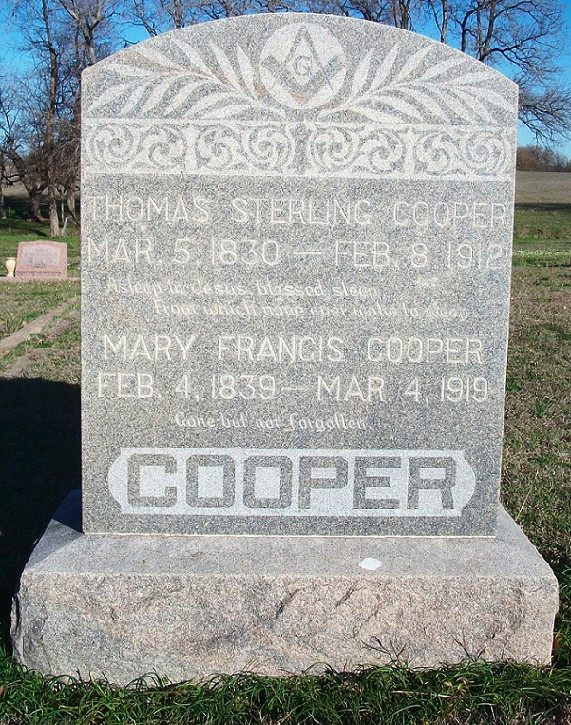 G
THOMAS STERLING COOPER
MAR. 5, 1830 — FEB. 8, 1912
Asleep in Jesus, blessed sleep,
From which none ever wake to weep.
MARY FRANCIS COOPER
FEB. 4, 1839 — MAR. 4, 1919
Gone but not forgotten.
COOPER